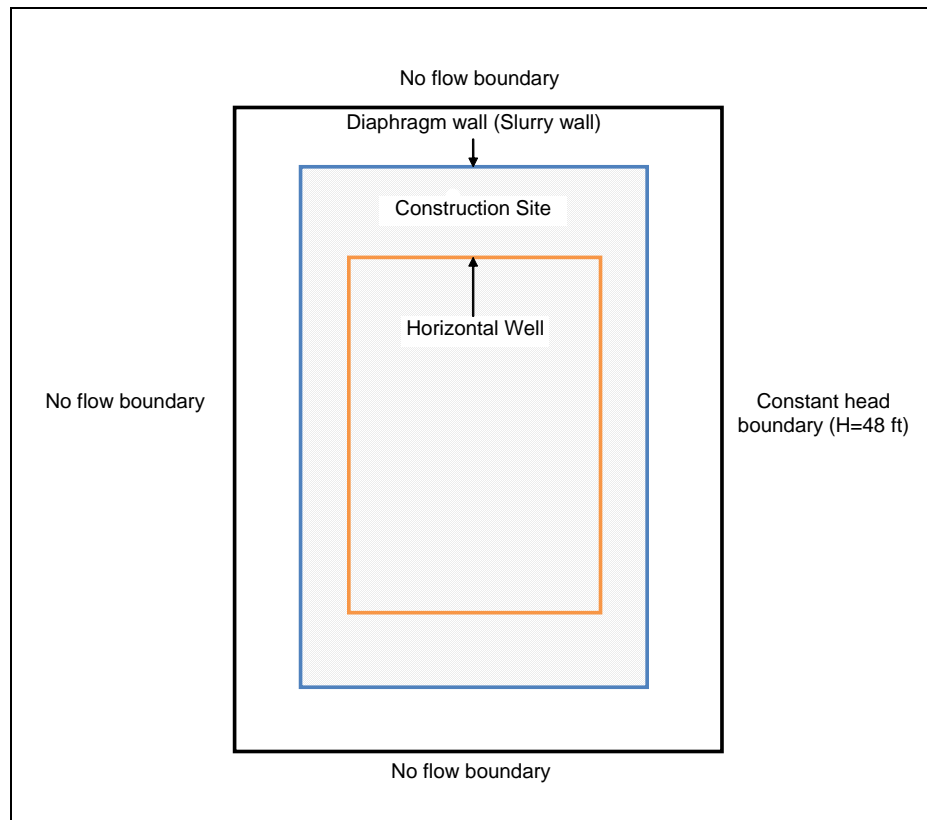 No flow boundary
Diaphragm wall (Slurry wall)
Construction Site
Horizontal Well
No flow boundary
Constant head
boundary (H=48 ft)
No flow boundary